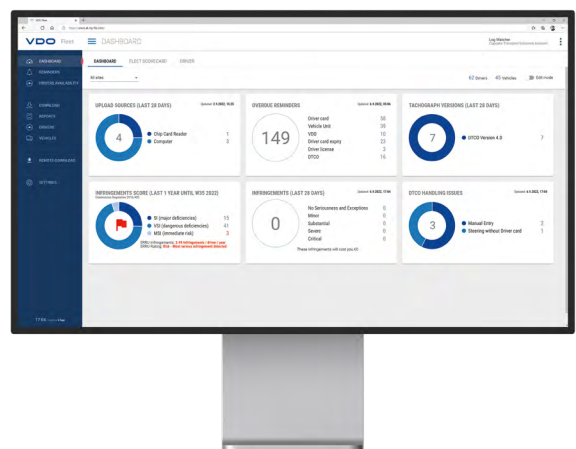 VDO Fleet
DASHBOARD
Log Watcher
DASHBOARD
REMINDERS
DRIVERS AVAILABILITY
DOWNLOAD
REPORTS
DRIVERS
VEHICLES
REMOTE DOWNLOAD
SETTINGS
DASHBOARD FLEET SCORECARD DRIVER
All sites
62 Drivers 45 Vehicles Edit mode
UPLOAD SOURCES (LAST 28 DAYS)
4
Chip Card Reader 1
Computer 3
OVERDUE REMINDERS
149
Driver card 50
Vehicle Unit
VDD 10
Driver card expiry 33
Driver license 2
DTCO 16
TACHOGRAPH VERSIONS (LAST 28 DAYS)
7
DTCO Version 4.0 7
INFRINGEMENTS SCORE (LAST 1 YEAR UNTIL W35 2022)
SI (major deficiencies) 15
VSI (dangerous deficiencies) 41
MSI (immediate risk) 3
INFRINGEMENTS (LAST 28 DAYS)
0
No Seriousness and Exceptions 0
Minor 0
Substantial 0
Severe 0
Critical 0
These infringements will cost you €0
DTCO HANDLING ISSUES
3
Manual Entry 2
Steering without Driver card 1